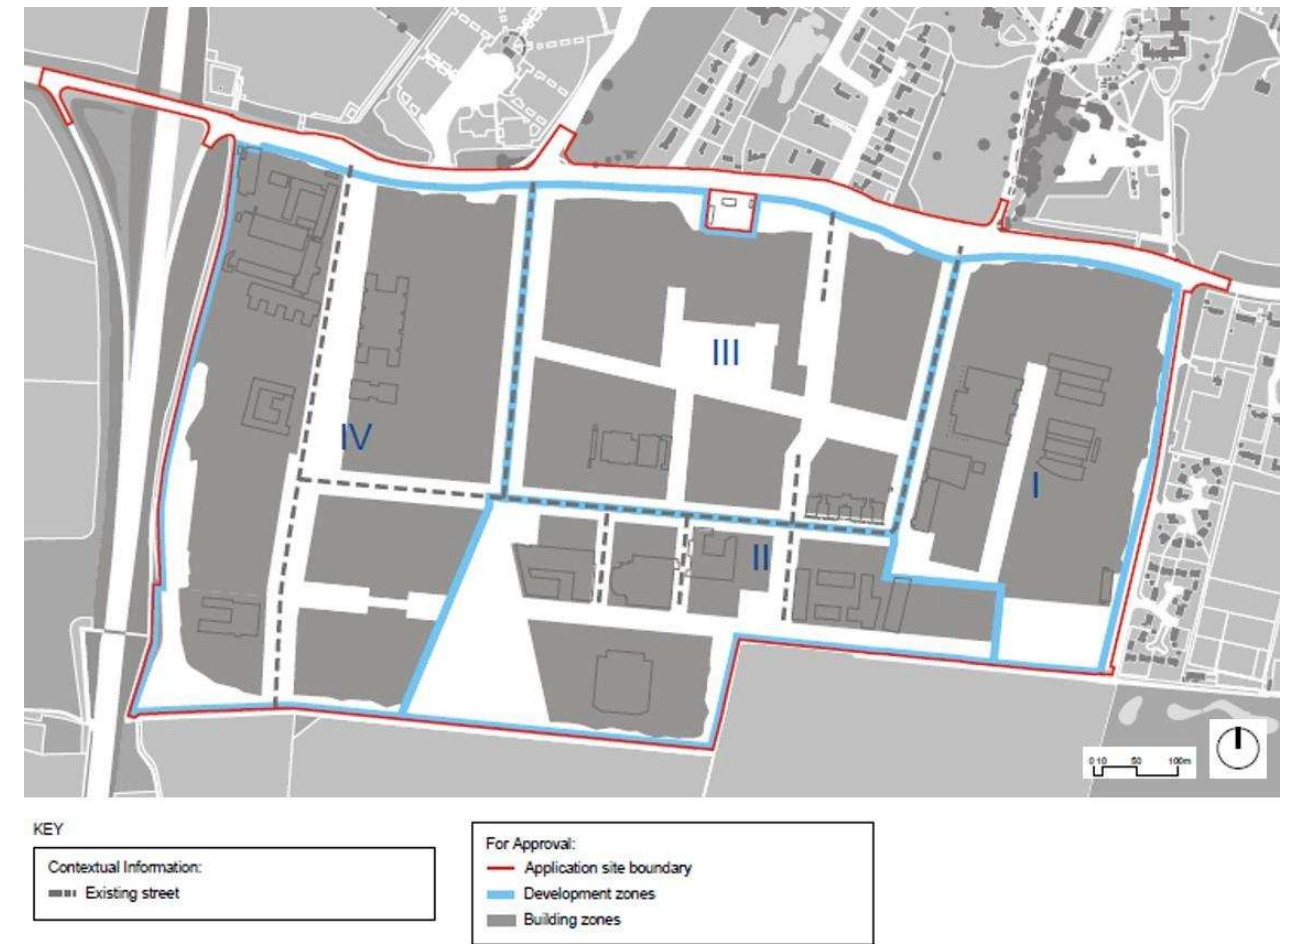 III
IV
I
II
0 10 50 100m
KEY
Contextual Information:
Existing street
For Approval:
Application site boundary
Development zones
Building zones